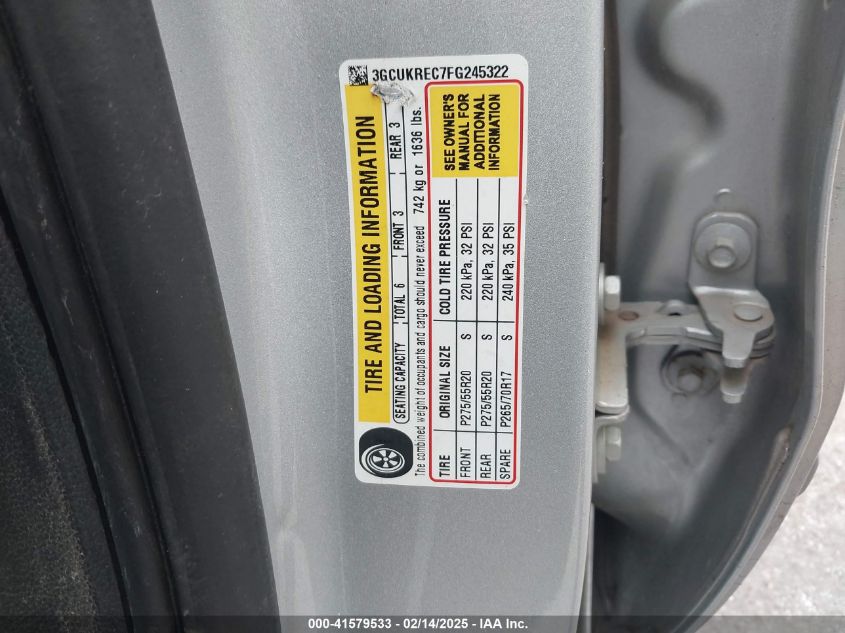 3GCUKREC7FG245322
TIRE AND LOADING INFORMATION
SEATING CAPACITY TOTAL 6 FRONT 3 REAR 3
The combined weight of occupants and cargo should never exceed 742 kg or 1636 lbs.
TIRE ORIGINAL SIZE COLD TIRE PRESSURE
FRONT P275/55R20 S 220 kPa, 32 PSI
REAR P275/55R20 S 220 kPa, 32 PSI
SPARE P265/70R17 S 240 kPa, 35 PSI
SEE OWNER'S
MANUAL FOR
ADDITIONAL
INFORMATION
000-41579533 - 02/14/2025 - IAA Inc.